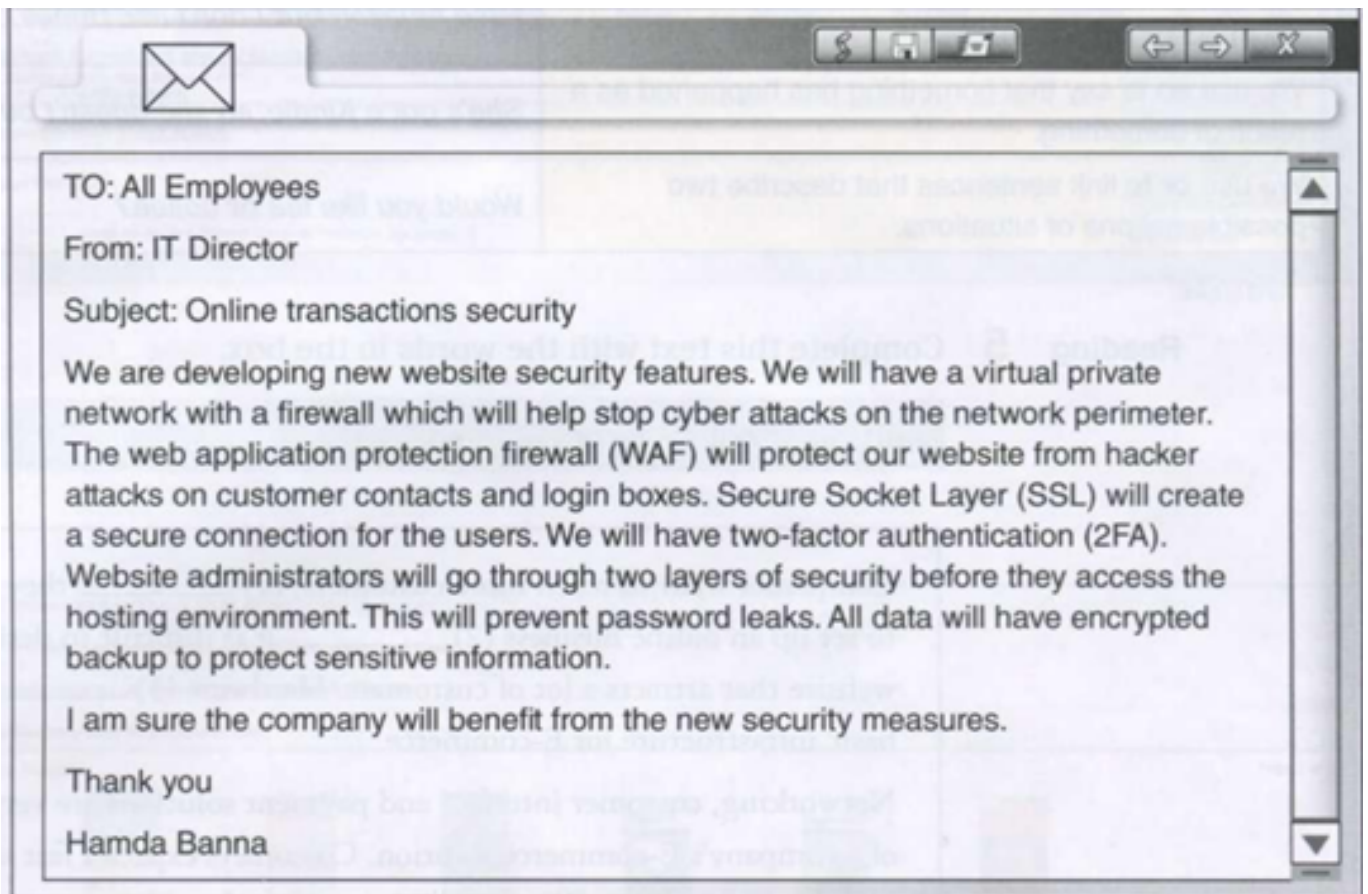 TO: All Employees
From: IT Director
Subject: Online transactions security
We are developing new website security features. We will have a virtual private
network with a firewall which will help stop cyber attacks on the network perimeter.
The web application protection firewall (WAF) will protect our website from hacker
attacks on customer contacts and login boxes. Secure Socket Layer (SSL) will create
a secure connection for the users. We will have two-factor authentication (2FA).
Website administrators will go through two layers of security before they access the
hosting environment. This will prevent password leaks. All data will have encrypted
backup to protect sensitive information.
I am sure the company will benefit from the new security measures.
Thank you
Hamda Banna